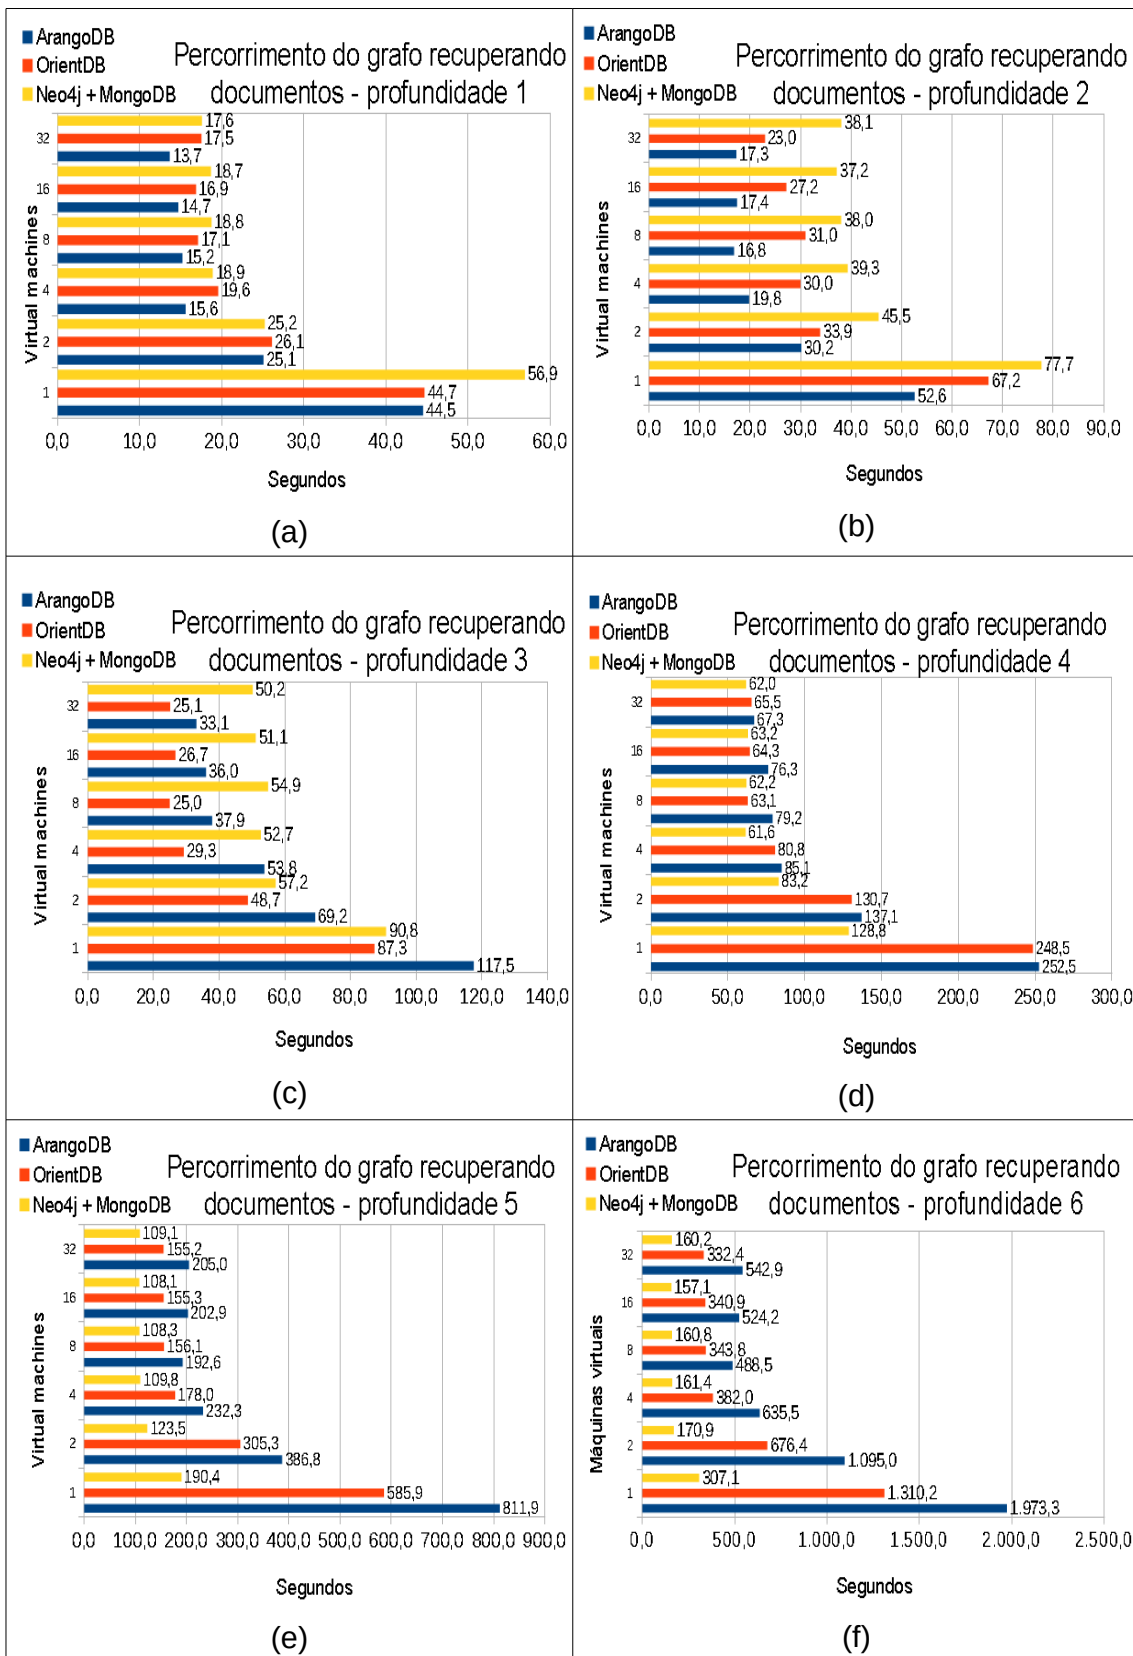 ArangoDB
OrientDB
Neo4j + MongoDB
Percorrimento do grafo recuperando
documentos - profundidade 1
Virtual machines
32
17,6
17,5
13,7
16
18,7
16,9
14,7
8
18,8
17,1
15,2
4
18,9
19,6
15,6
2
25,2
26,1
25,1
1
56,9
44,7
44,5
0,0 10,0 20,0 30,0 40,0 50,0 60,0
Segundos
(a)
ArangoDB
OrientDB
Neo4j + MongoDB
Percorrimento do grafo recuperando
documentos - profundidade 2
Virtual machines
32
38,1
23,0
17,3
16
37,2
27,2
17,4
8
38,0
31,0
16,8
4
39,3
30,0
19,8
2
45,5
33,9
30,2
1
77,7
67,2
52,6
0,0 10,0 20,0 30,0 40,0 50,0 60,0 70,0 80,0 90,0
Segundos
(b)
ArangoDB
OrientDB
Neo4j + MongoDB
Percorrimento do grafo recuperando
documentos - profundidade 3
Virtual machines
32
50,2
25,1
33,1
16
51,1
26,7
36,0
8
54,9
25,0
37,9
4
52,7
29,3
53,8
2
57,2
48,7
69,2
1
90,8
87,3
117,5
0,0 20,0 40,0 60,0 80,0 100,0 120,0 140,0
Segundos
(c)
ArangoDB
OrientDB
Neo4j + MongoDB
Percorrimento do grafo recuperando
documentos - profundidade 4
Virtual machines
32
62,0
65,5
67,3
16
63,2
64,3
76,3
8
62,2
63,1
79,2
4
61,6
80,8
85,1
2
83,2
130,7
137,1
1
128,8
248,5
252,5
0,0 50,0 100,0 150,0 200,0 250,0 300,0
Segundos
(d)
ArangoDB
OrientDB
Neo4j + MongoDB
Percorrimento do grafo recuperando
documentos - profundidade 5
Virtual machines
32
109,1
155,2
205,0
16
108,1
155,3
202,9
8
108,3
156,1
192,6
4
109,8
178,0
232,3
2
123,5
305,3
386,8
1
190,4
585,9
811,9
0,0 100,0 200,0 300,0 400,0 500,0 600,0 700,0 800,0 900,0
Segundos
(e)
ArangoDB
OrientDB
Neo4j + MongoDB
Percorrimento do grafo recuperando
documentos - profundidade 6
Máquinas virtuais
32
160,2
332,4
542,9
16
157,1
340,9
524,2
8
160,8
343,8
488,5
4
161,4
382,0
635,5
2
170,9
676,4
1.095,0
1
307,1
1.310,2
1.973,3
0,0 500,0 1.000,0 1.500,0 2.000,0 2.500,0
Segundos
(f)